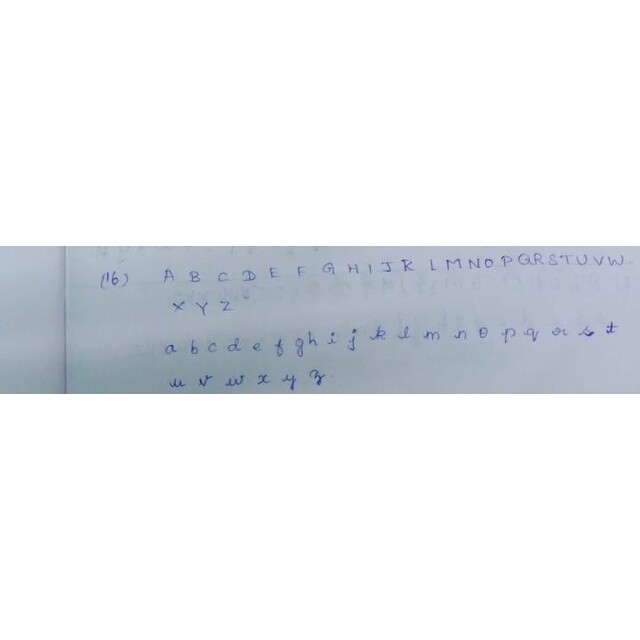 (16) A B C D E F G H I J K L M N O P Q R S T U V W
X Y Z
a b c d e f g h i j k l m n o p q r s t
u v w x y z